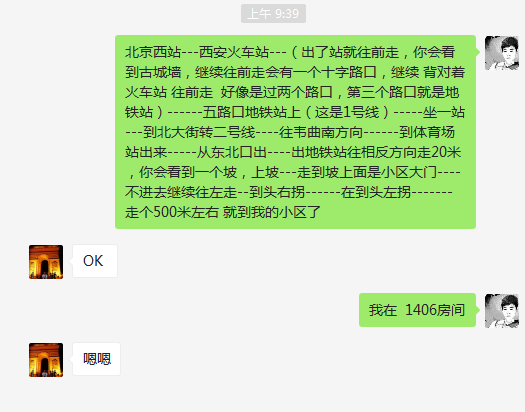 上午 9:39
北京西站---西安火车站---（出了站就往前走，你会看
到古城墙，继续往前走会有一个十字路口，继续 背对着
火车站 往前走  好像是过两个路口，第三个路口就是地
铁站）------五路口地铁站上（这是1号线）-----坐一站
---到北大街转二号线----往韦曲南方向------到体育场
站出来-----从东北口出----出地铁站往相反方向走20米
，你会看到一个坡，上坡---走到坡上面是小区大门----
不进去继续往左走--到头右拐------在到头左拐-------
走个500米左右 就到我的小区了
OK
我在  1406房间
嗯嗯